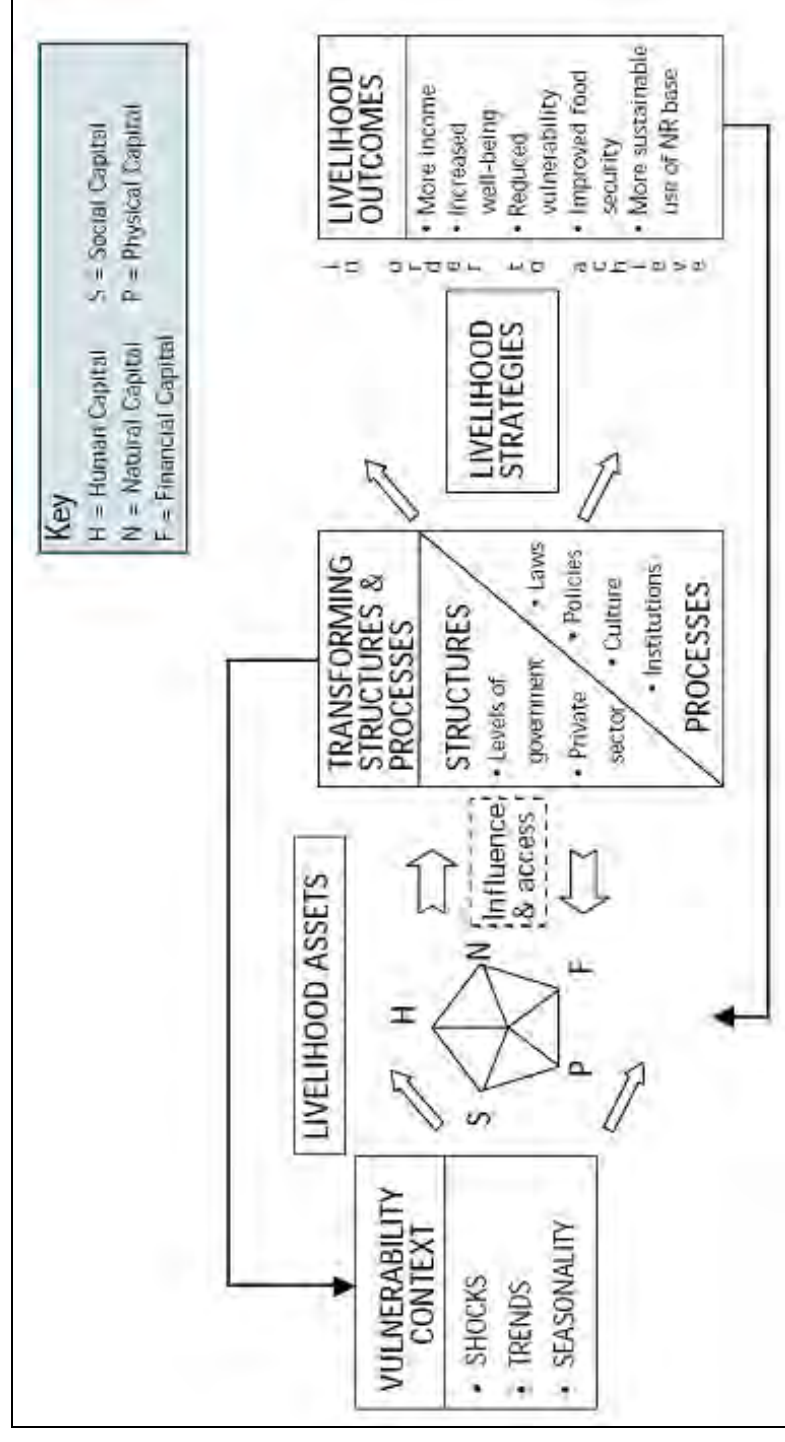 Key
H = Human Capital S = Social Capital
N = Natural Capital P = Physical Capital
F = Financial Capital
VULNERABILITY
CONTEXT
• SHOCKS
• TRENDS
• SEASONALITY
LIVELIHOOD ASSETS
H
S
N
P
F
Influence
& access
TRANSFORMING
STRUCTURES &
PROCESSES
STRUCTURES
• Levels of
government
• Private
sector
• Laws
• Policies
• Culture
• Institutions
PROCESSES
LIVELIHOOD
STRATEGIES
in order to achieve
LIVELIHOOD
OUTCOMES
• More income
• Increased
well-being
• Reduced
vulnerability
• Improved food
security
• More sustainable
use of NR base